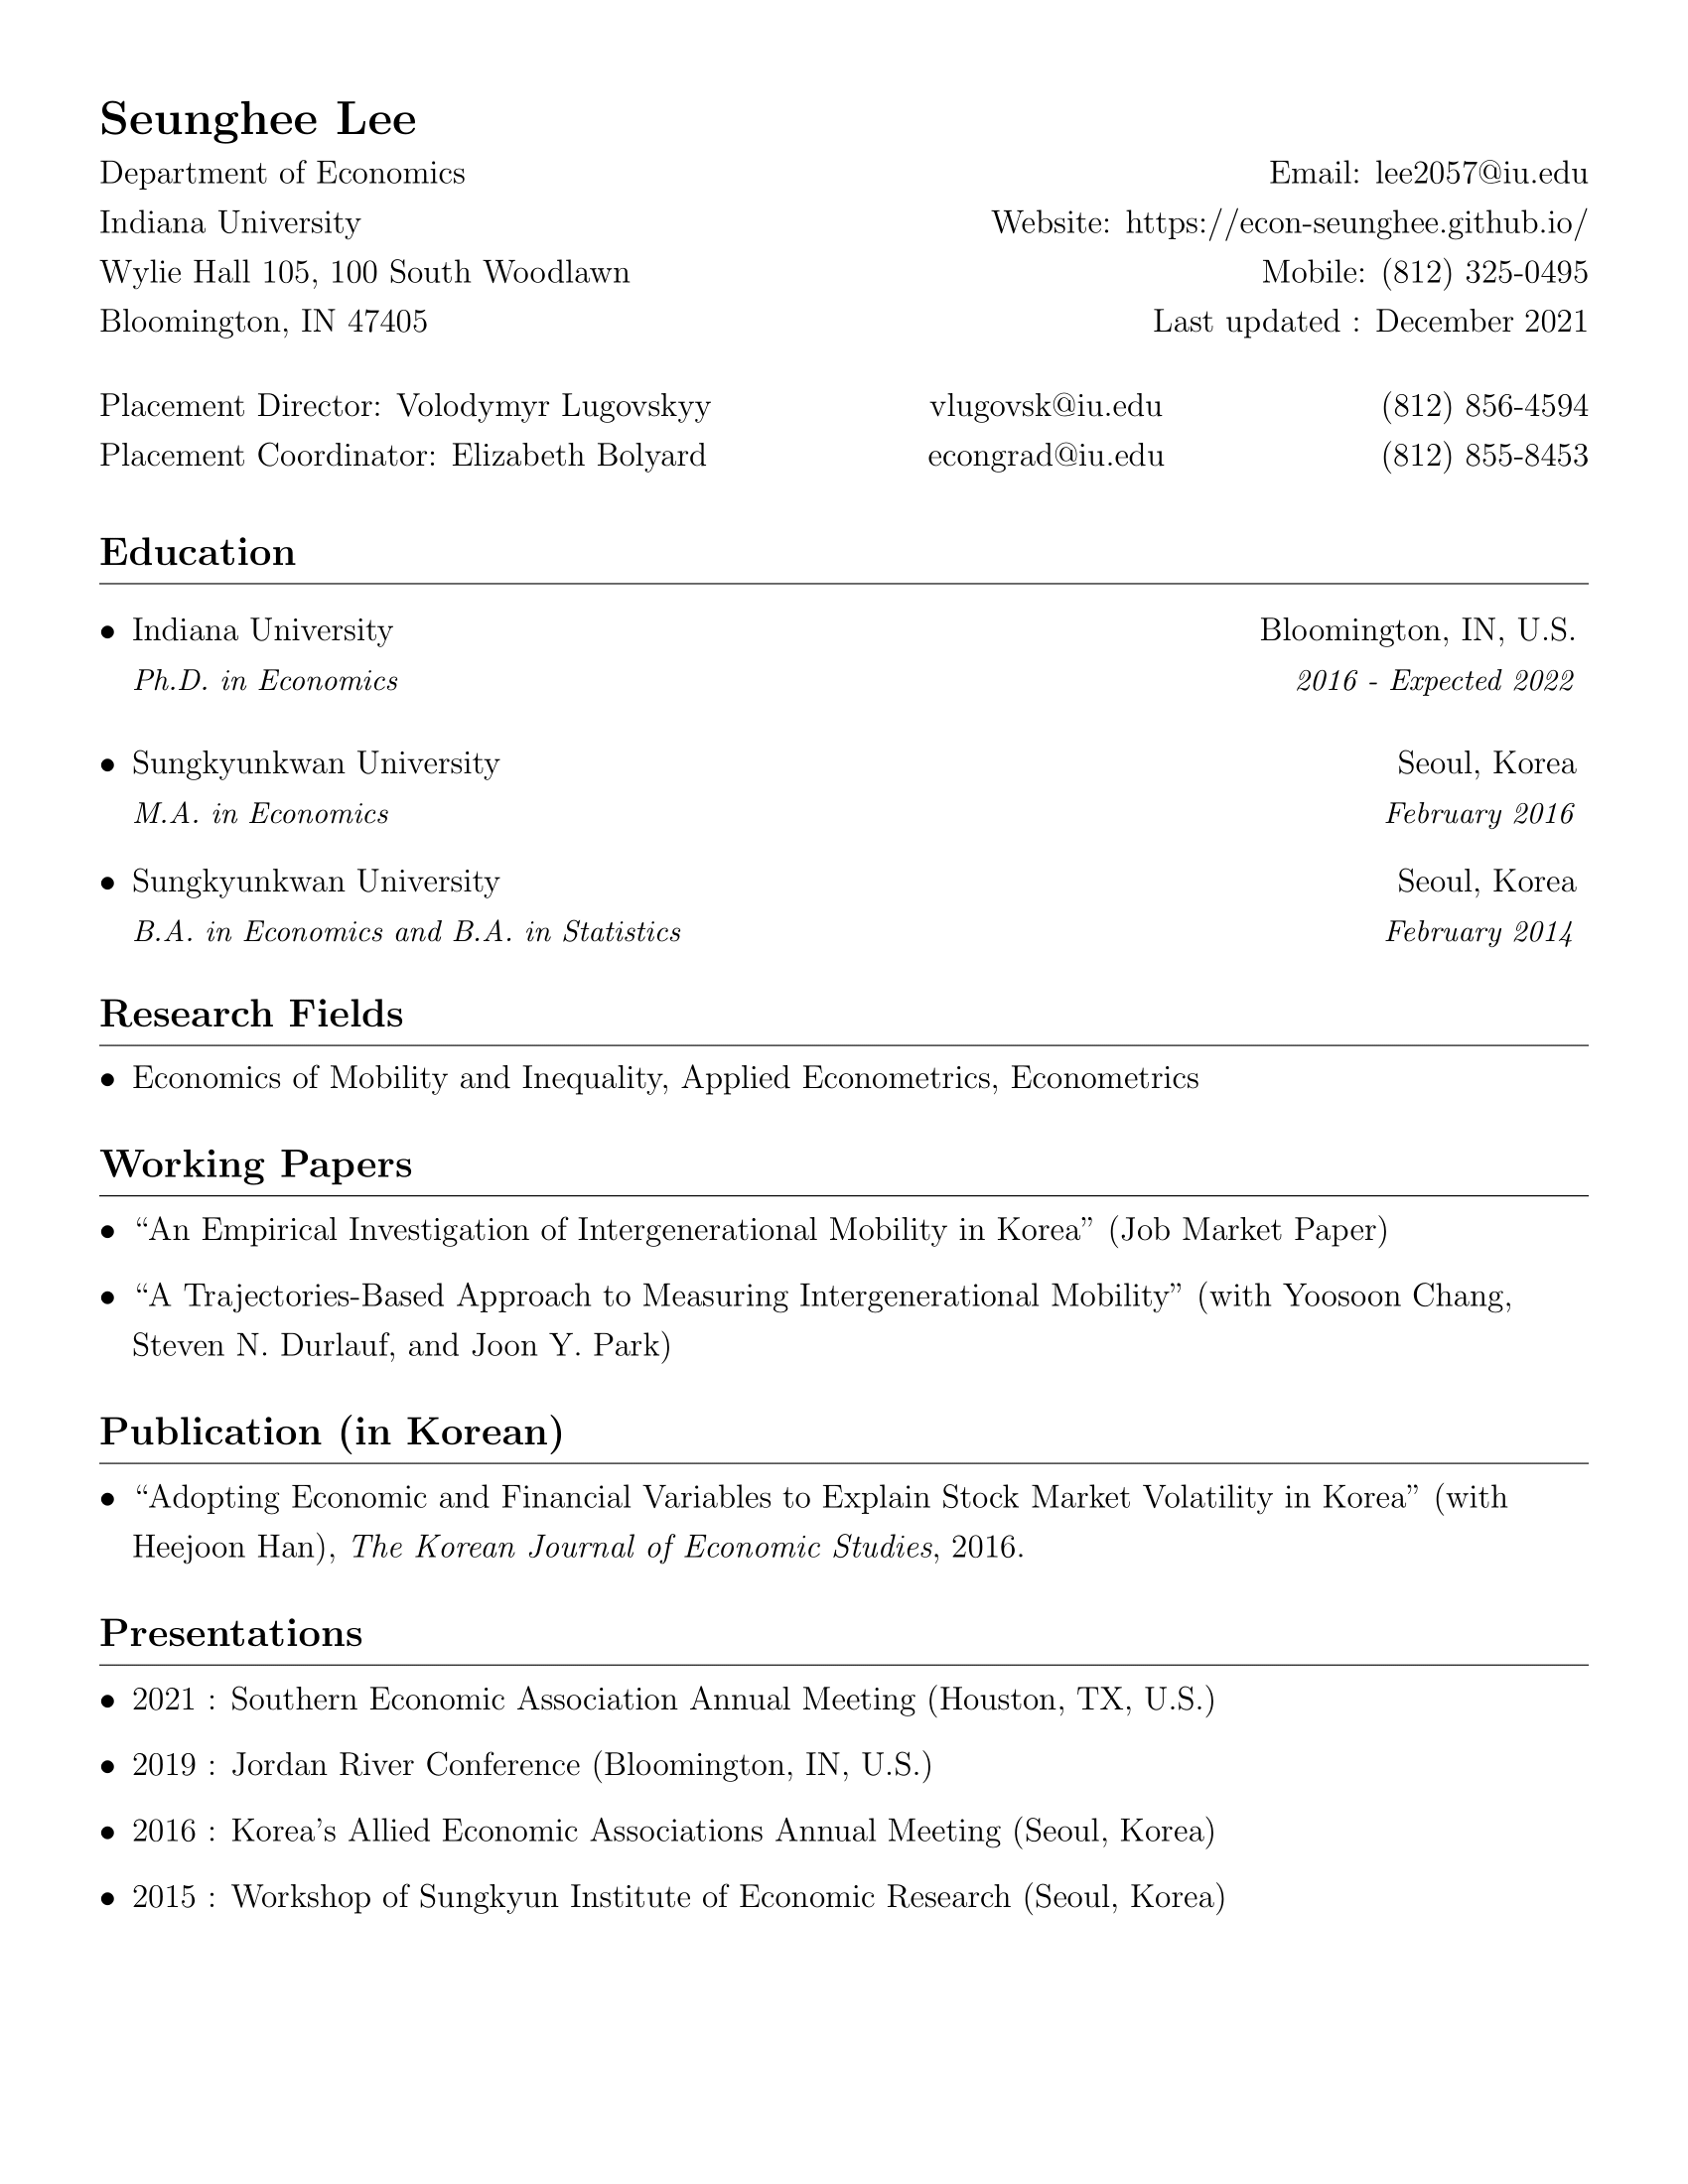 Seunghee Lee
Department of Economics Email: lee2057@iu.edu
Indiana University Website: https://econ-seunghee.github.io/
Wylie Hall 105, 100 South Woodlawn Mobile: (812) 325-0495
Bloomington, IN 47405 Last updated : December 2021
Placement Director: Volodymyr Lugovskyy vlugovsk@iu.edu (812) 856-4594
Placement Coordinator: Elizabeth Bolyard econgrad@iu.edu (812) 855-8453
Education
• Indiana University Bloomington, IN, U.S.
Ph.D. in Economics 2016 - Expected 2022
• Sungkyunkwan University Seoul, Korea
M.A. in Economics February 2016
• Sungkyunkwan University Seoul, Korea
B.A. in Economics and B.A. in Statistics February 2014
Research Fields
• Economics of Mobility and Inequality, Applied Econometrics, Econometrics
Working Papers
• “An Empirical Investigation of Intergenerational Mobility in Korea” (Job Market Paper)
• “A Trajectories-Based Approach to Measuring Intergenerational Mobility” (with Yoosoon Chang,
Steven N. Durlauf, and Joon Y. Park)
Publication (in Korean)
• “Adopting Economic and Financial Variables to Explain Stock Market Volatility in Korea” (with
Heejoon Han), The Korean Journal of Economic Studies, 2016.
Presentations
• 2021 : Southern Economic Association Annual Meeting (Houston, TX, U.S.)
• 2019 : Jordan River Conference (Bloomington, IN, U.S.)
• 2016 : Korea’s Allied Economic Associations Annual Meeting (Seoul, Korea)
• 2015 : Workshop of Sungkyun Institute of Economic Research (Seoul, Korea)